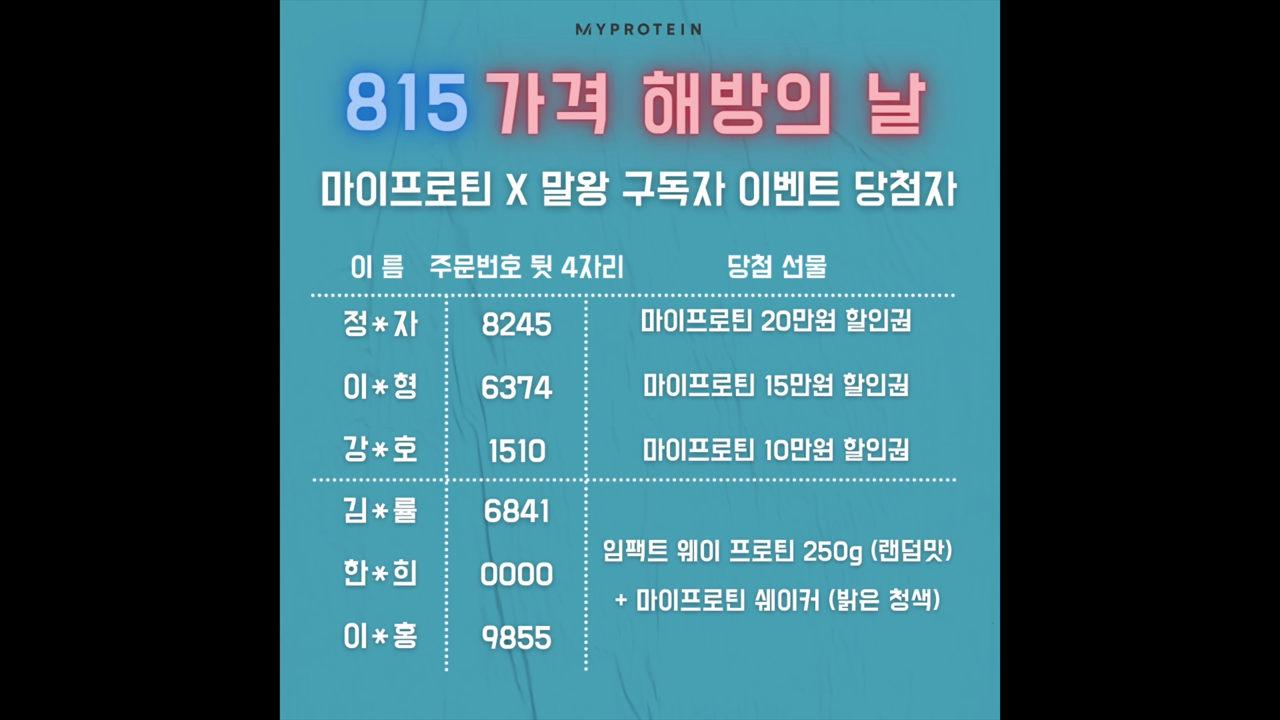 MYPROTEIN
815 가격 해방의 날
마이프로틴 X 말왕 구독자 이벤트 당첨자
이 름 주문번호 뒷 4자리 당첨 선물
정*자 8245 마이프로틴 20만원 할인권
이*형 6374 마이프로틴 15만원 할인권
강*호 1510 마이프로틴 10만원 할인권
김*률 6841
임팩트 웨이 프로틴 250g (랜덤맛)
한*희 0000
+ 마이프로틴 쉐이커 (밝은 청색)
이*홍 9855